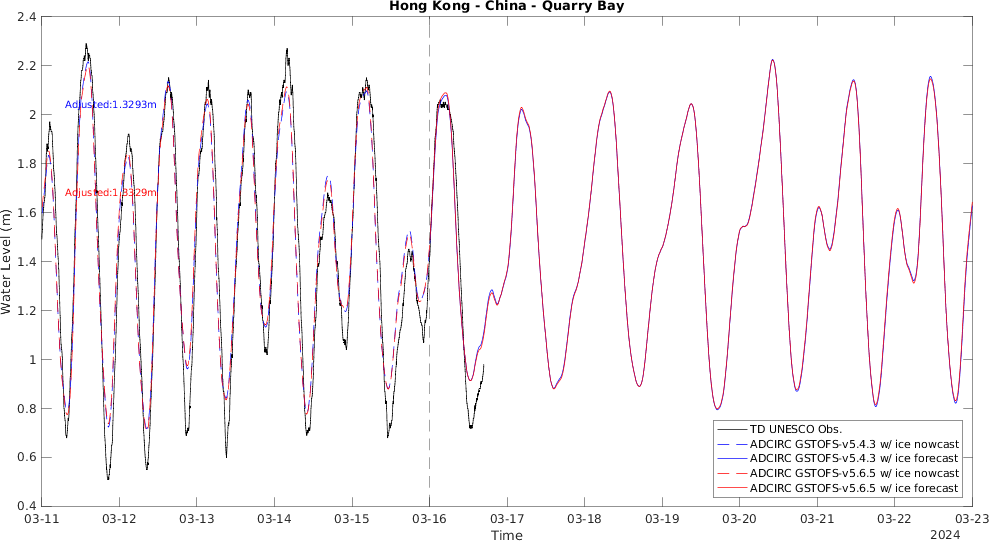 Hong Kong - China - Quarry Bay
2.4
2.2
2
1.8
1.6
1.4
1.2
1
0.8
0.6
0.4
Water Level (m)
Adjusted:1.3293m
Adjusted:1.3329m
TD UNESCO Obs.
ADCIRC GSTOFS-v5.4.3 w/ ice nowcast
ADCIRC GSTOFS-v5.4.3 w/ ice forecast
ADCIRC GSTOFS-v5.6.5 w/ ice nowcast
ADCIRC GSTOFS-v5.6.5 w/ ice forecast
03-11 03-12 03-13 03-14 03-15 03-16 03-17 03-18 03-19 03-20 03-21 03-22 03-23
Time
2024